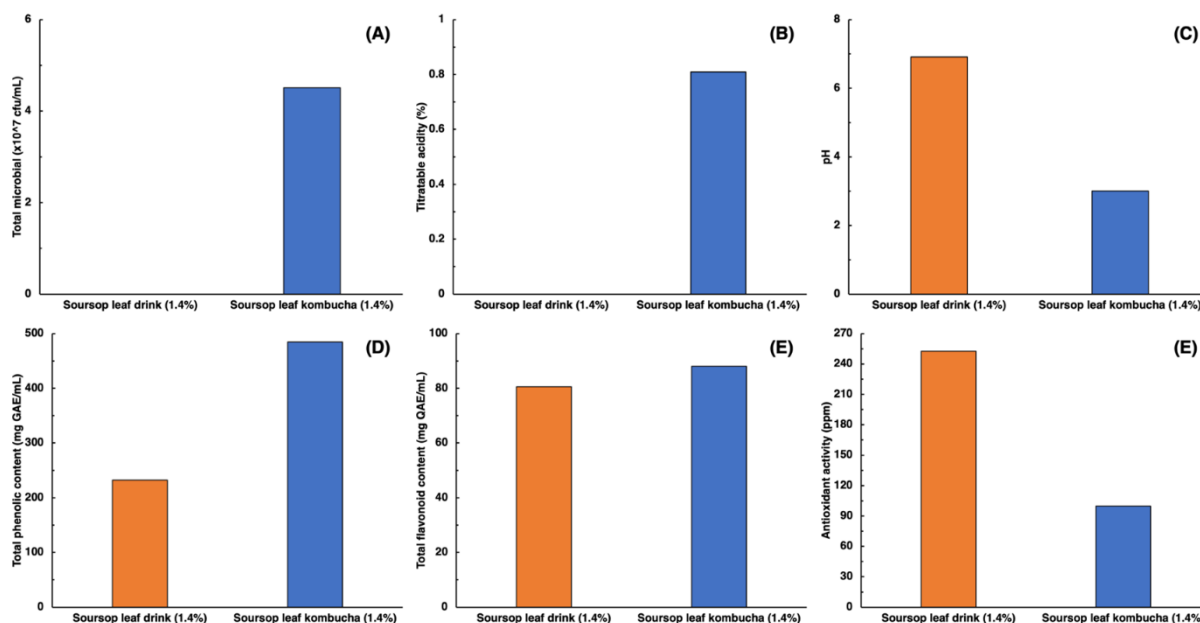 (A)
Total microbial (x10^7 cfu/mL)
6
4
2
0
Soursop leaf drink (1.4%) Soursop leaf kombucha (1.4%)
(B)
Titratable acidity (%)
1
0.8
0.6
0.4
0.2
0
Soursop leaf drink (1.4%) Soursop leaf kombucha (1.4%)
(C)
pH
8
6
4
2
0
Soursop leaf drink (1.4%) Soursop leaf kombucha (1.4%)
(D)
Total phenolic content (mg GAE/mL)
500
400
300
200
100
0
Soursop leaf drink (1.4%) Soursop leaf kombucha (1.4%)
(E)
Total flavonoid content (mg QAE/mL)
100
80
60
40
20
0
Soursop leaf drink (1.4%) Soursop leaf kombucha (1.4%)
(E)
Antioxidant activity (ppm)
270
240
210
180
150
120
90
60
30
0
Soursop leaf drink (1.4%) Soursop leaf kombucha (1.4%)